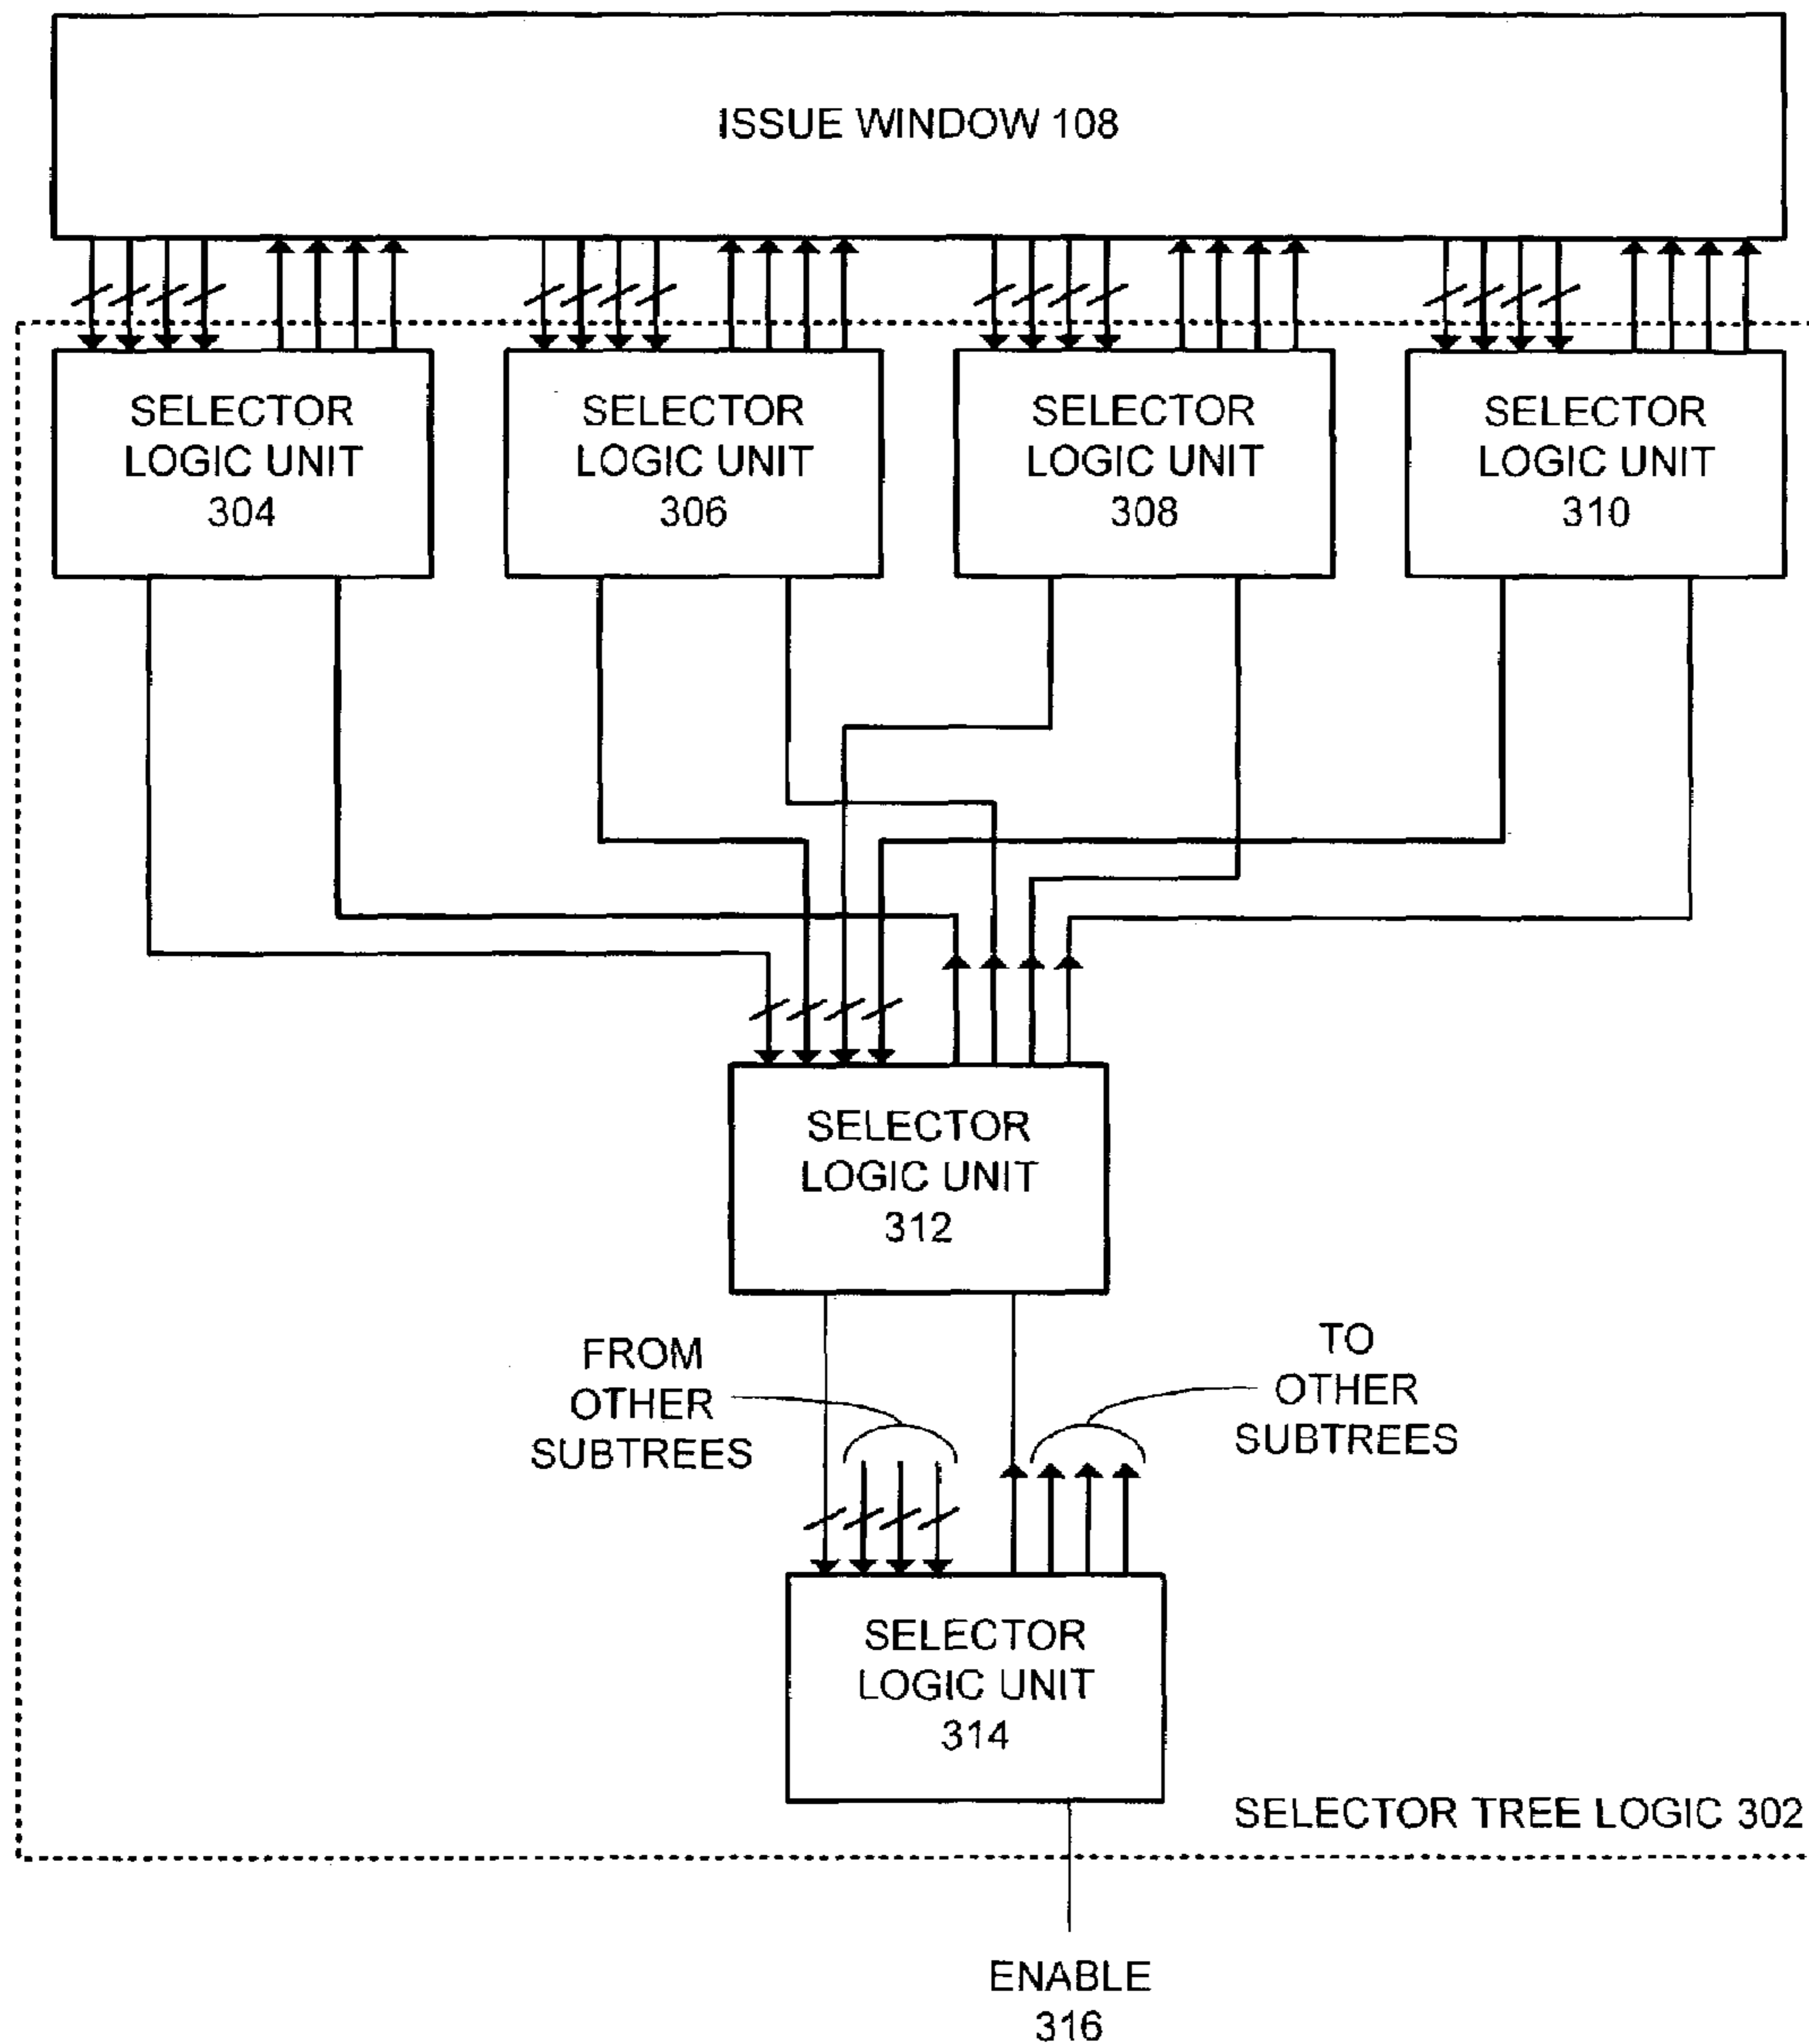 ISSUE WINDOW 108
SELECTOR
LOGIC UNIT
304
SELECTOR
LOGIC UNIT
306
SELECTOR
LOGIC UNIT
308
SELECTOR
LOGIC UNIT
310
SELECTOR
LOGIC UNIT
312
FROM
OTHER
SUBTREES
TO
OTHER
SUBTREES
SELECTOR
LOGIC UNIT
314
SELECTOR TREE LOGIC 302
ENABLE
316